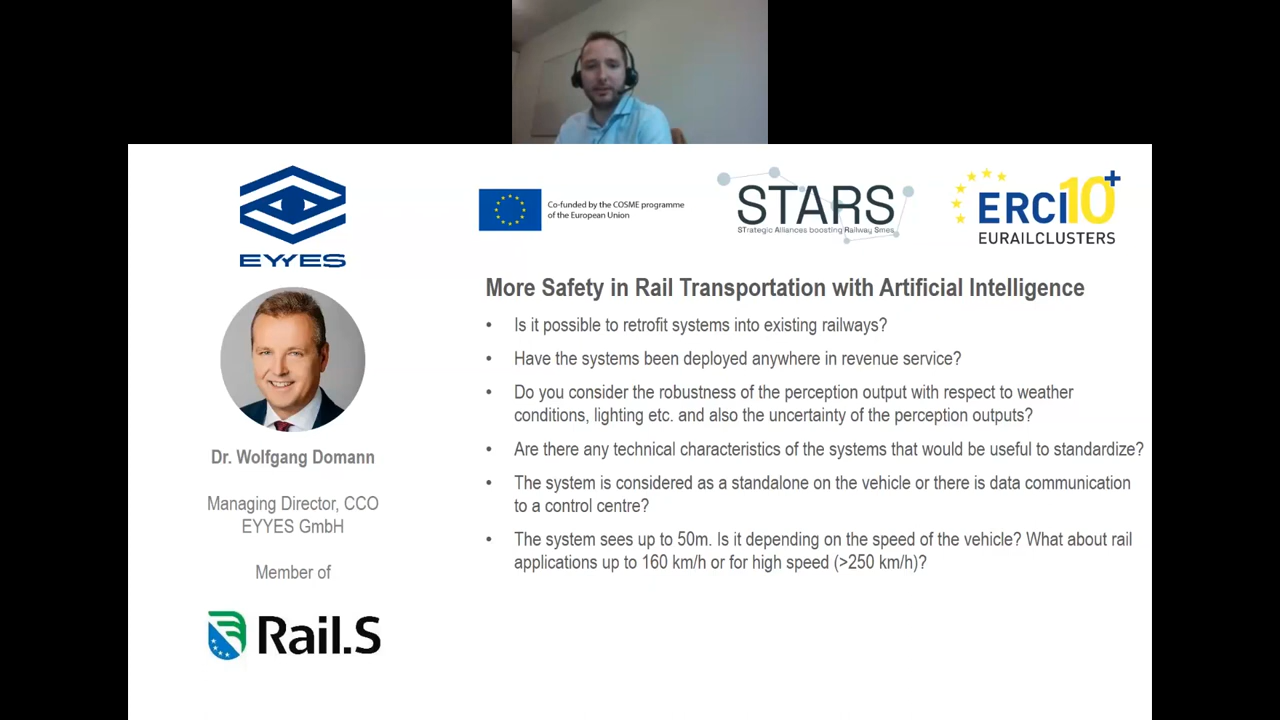 EYYES
Co-funded by the COSME programme
of the European Union
STARS
STrategic Alliances boosting Railway Smes
ERCI10+
EURAILCLUSTERS
More Safety in Rail Transportation with Artificial Intelligence
• Is it possible to retrofit systems into existing railways?
• Have the systems been deployed anywhere in revenue service?
• Do you consider the robustness of the perception output with respect to weather
conditions, lighting etc. and also the uncertainty of the perception outputs?
• Are there any technical characteristics of the systems that would be useful to standardize?
• The system is considered as a standalone on the vehicle or there is data communication
to a control centre?
• The system sees up to 50m. Is it depending on the speed of the vehicle? What about rail
applications up to 160 km/h or for high speed (>250 km/h)?
Dr. Wolfgang Domann
Managing Director, CCO
EYYES GmbH
Member of
Rail.S